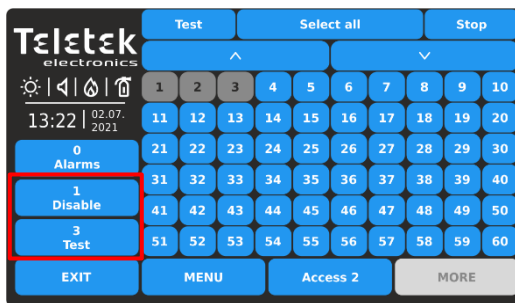 Teletek
electronics
13:22
02.07.
2021
0
Alarms
1
Disable
3
Test
EXIT
Test Select all Stop
1 2 3 4 5 6 7 8 9 10
11 12 13 14 15 16 17 18 19 20
21 22 23 24 25 26 27 28 29 30
31 32 33 34 35 36 37 38 39 40
41 42 43 44 45 46 47 48 49 50
51 52 53 54 55 56 57 58 59 60
MENU Access 2 MORE